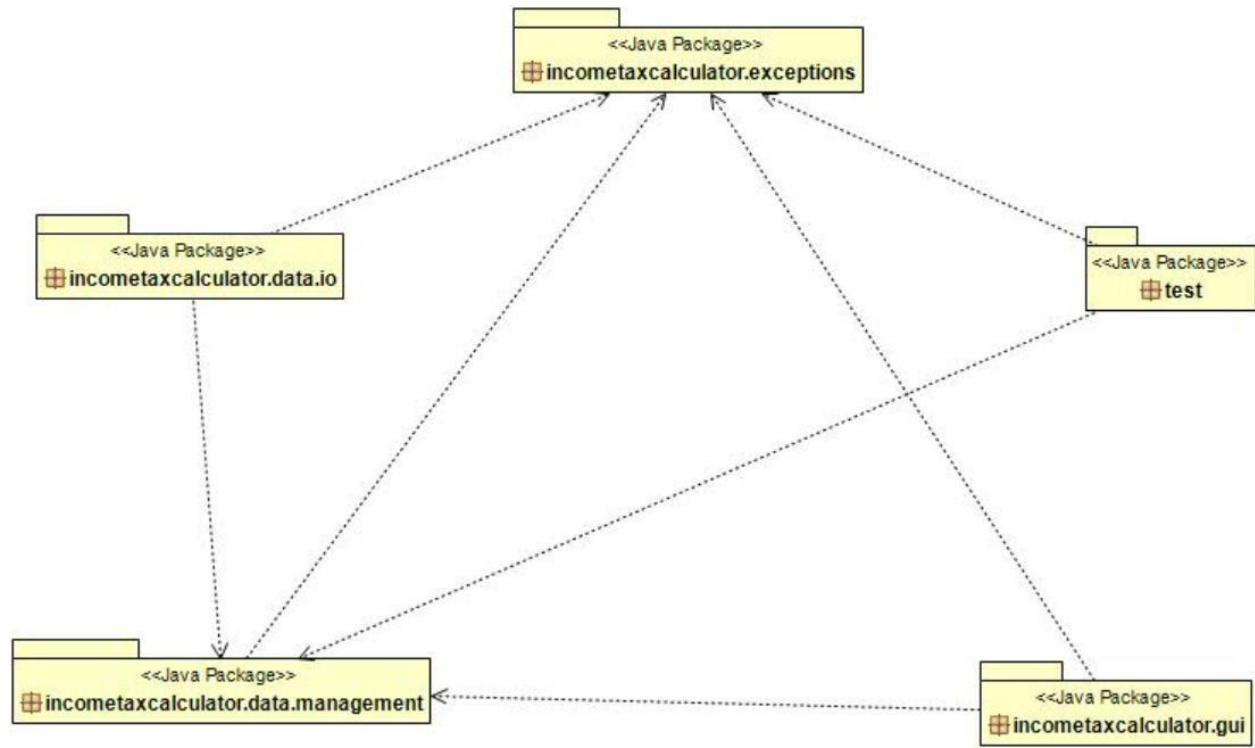 <<Java Package>>
incometaxcalculator.exceptions
<<Java Package>>
incometaxcalculator.data.io
<<Java Package>>
test
<<Java Package>>
incometaxcalculator.data.management
<<Java Package>>
incometaxcalculator.gui